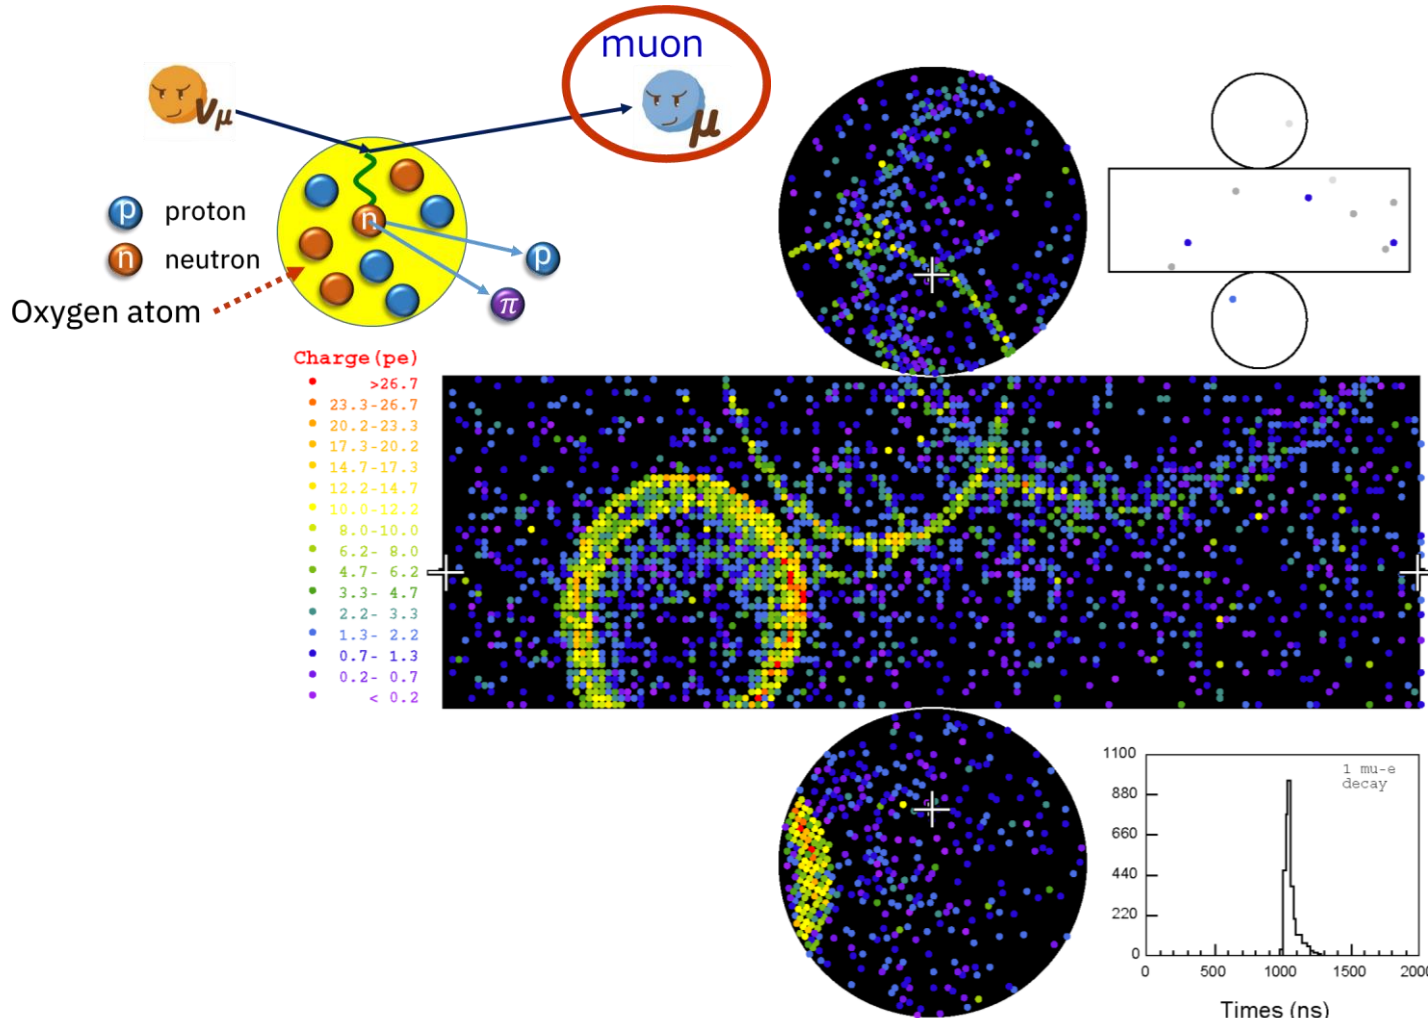 muon
νμ
μ
p proton
n neutron
n
p
π
Oxygen atom
Charge(pe)
>26.7
23.3-26.7
20.2-23.3
17.3-20.2
14.7-17.3
12.2-14.7
10.0-12.2
8.0-10.0
6.2- 8.0
4.7- 6.2
3.3- 4.7
2.2- 3.3
1.3- 2.2
0.7- 1.3
0.2- 0.7
< 0.2
1100
880
660
440
220
0
1 mu-e
decay
0 500 1000 1500 2000
Times (ns)